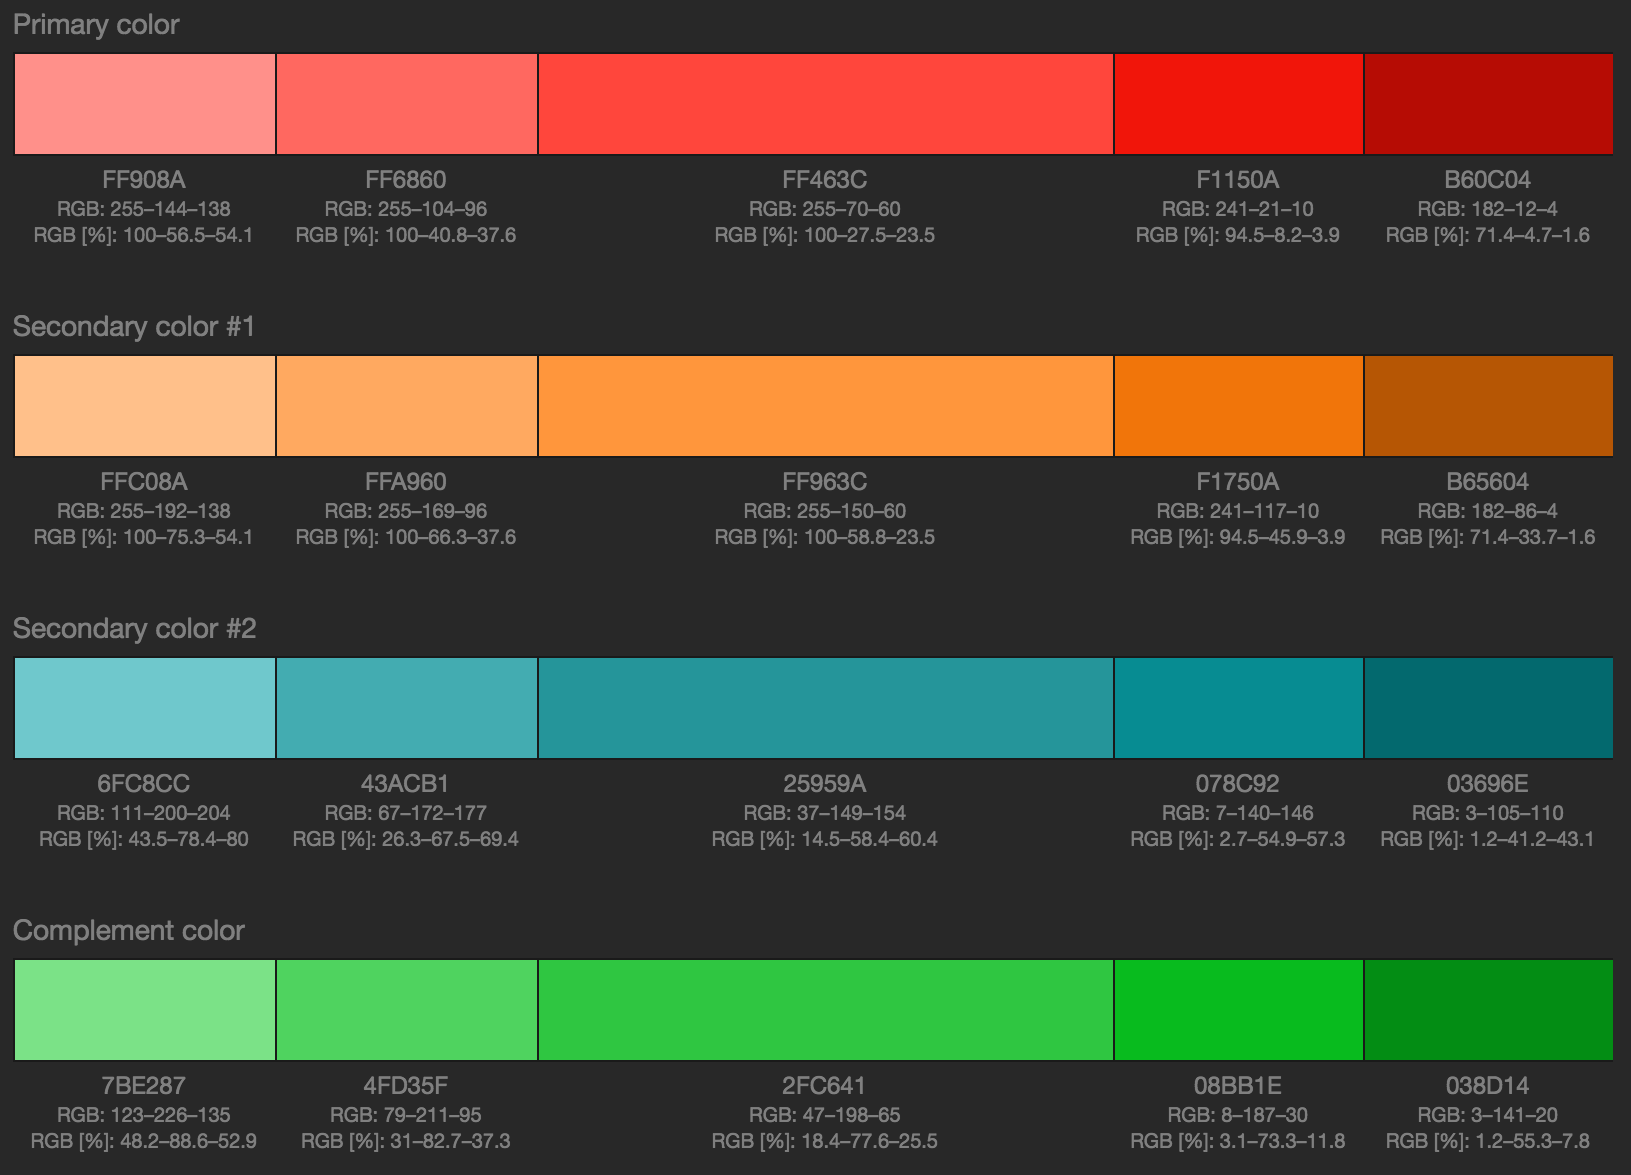 Primary color
FF908A FF6860 FF463C F1150A B60C04
RGB: 255–144–138 RGB: 255–104–96 RGB: 255–70–60 RGB: 241–21–10 RGB: 182–12–4
RGB [%]: 100–56.5–54.1 RGB [%]: 100–40.8–37.6 RGB [%]: 100–27.5–23.5 RGB [%]: 94.5–8.2–3.9 RGB [%]: 71.4–4.7–1.6
Secondary color #1
FFC08A FFA960 FF963C F1750A B65604
RGB: 255–192–138 RGB: 255–169–96 RGB: 255–150–60 RGB: 241–117–10 RGB: 182–86–4
RGB [%]: 100–75.3–54.1 RGB [%]: 100–66.3–37.6 RGB [%]: 100–58.8–23.5 RGB [%]: 94.5–45.9–3.9 RGB [%]: 71.4–33.7–1.6
Secondary color #2
6FC8CC 43ACB1 25959A 078C92 03696E
RGB: 111–200–204 RGB: 67–172–177 RGB: 37–149–154 RGB: 7–140–146 RGB: 3–105–110
RGB [%]: 43.5–78.4–80 RGB [%]: 26.3–67.5–69.4 RGB [%]: 14.5–58.4–60.4 RGB [%]: 2.7–54.9–57.3 RGB [%]: 1.2–41.2–43.1
Complement color
7BE287 4FD35F 2FC641 08BB1E 038D14
RGB: 123–226–135 RGB: 79–211–95 RGB: 47–198–65 RGB: 8–187–30 RGB: 3–141–20
RGB [%]: 48.2–88.6–52.9 RGB [%]: 31–82.7–37.3 RGB [%]: 18.4–77.6–25.5 RGB [%]: 3.1–73.3–11.8 RGB [%]: 1.2–55.3–7.8